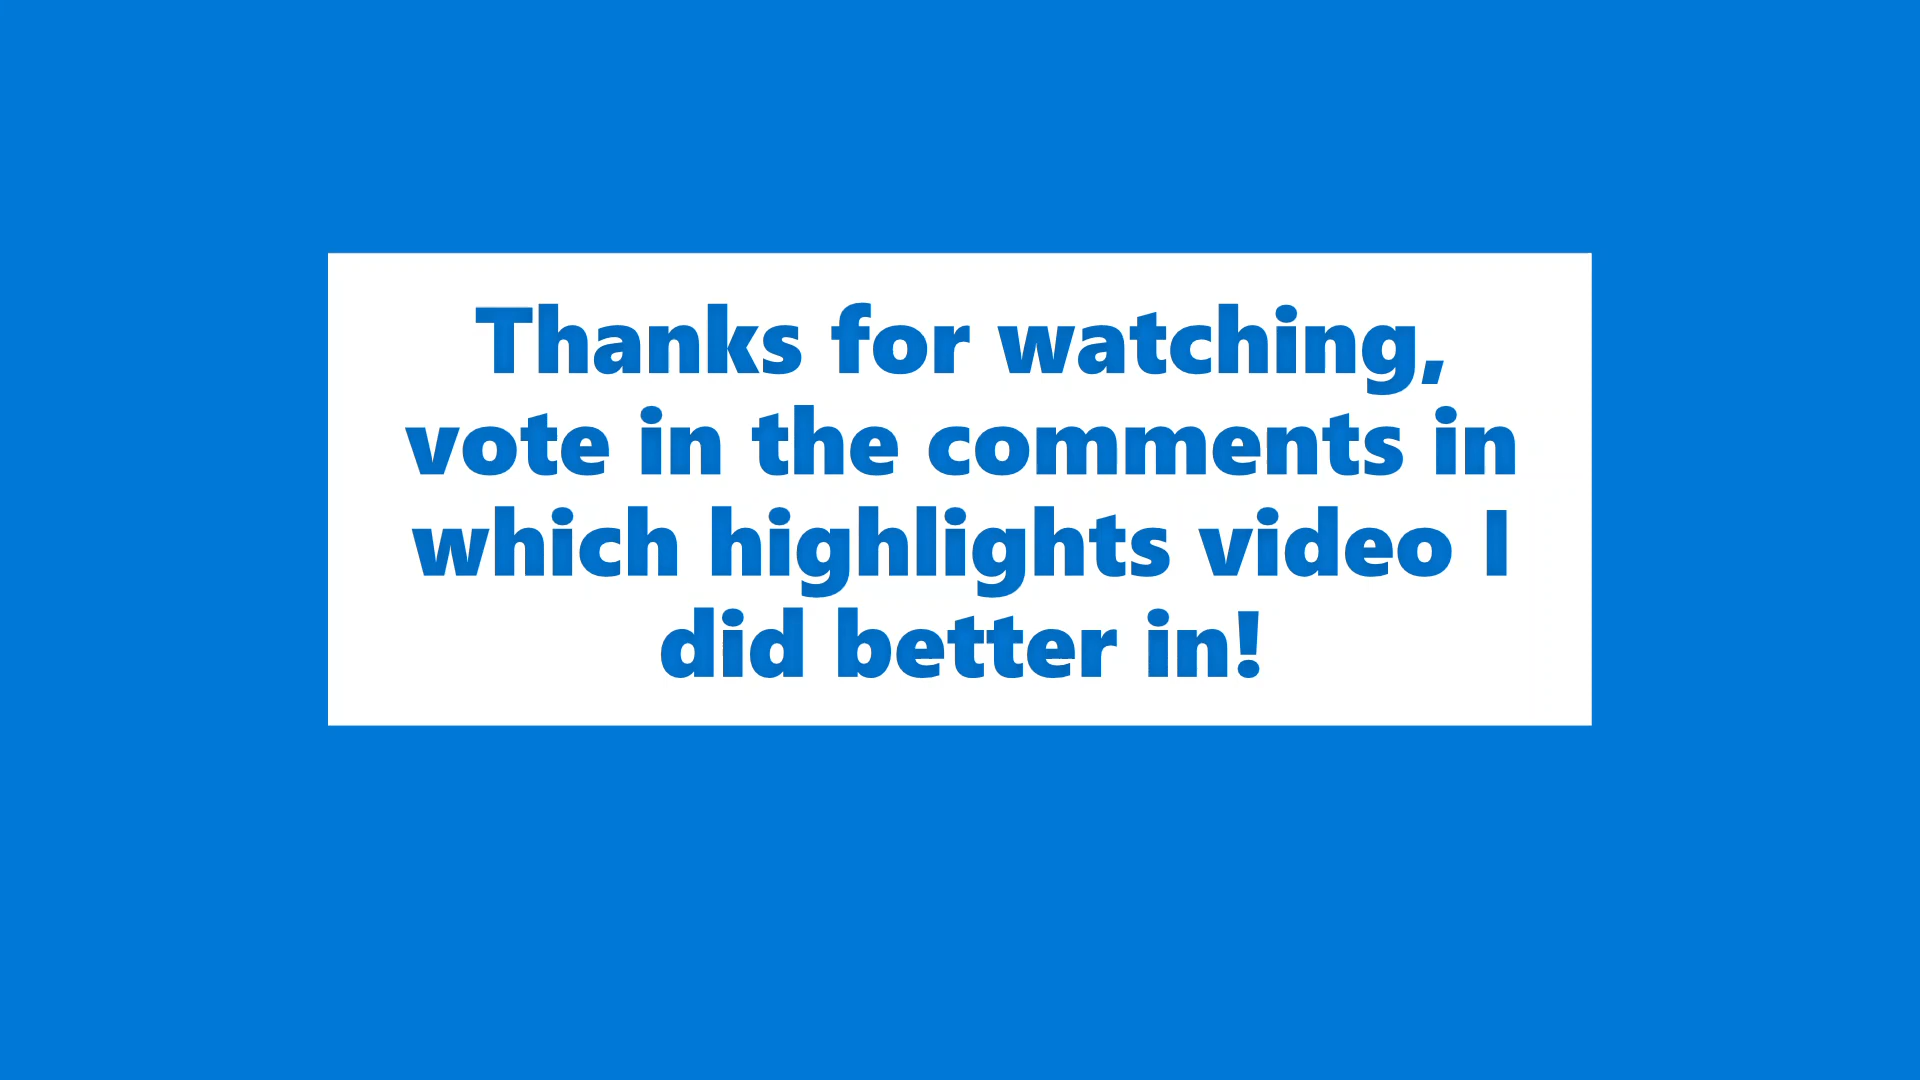 Thanks for watching,
vote in the comments in
which highlights video I
did better in!